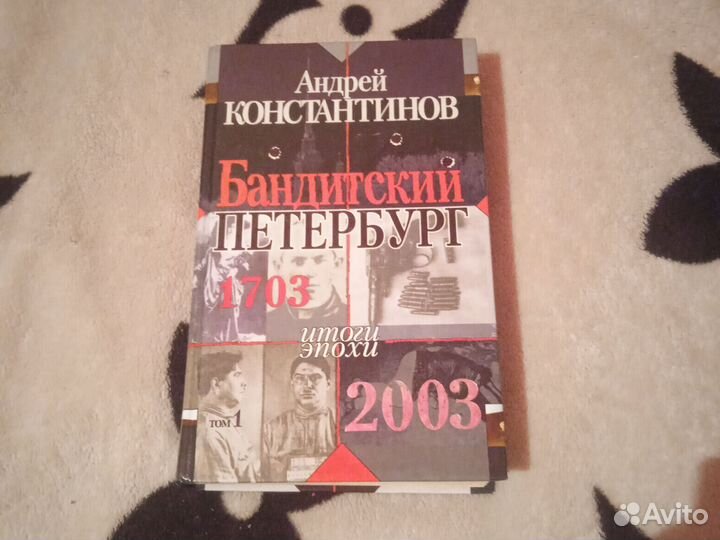 Андрей
КОНСТАНТИНОВ
Бандитский
ПЕТЕРБУРГ
1703
итоги
эпохи
2003
том 1
Avito